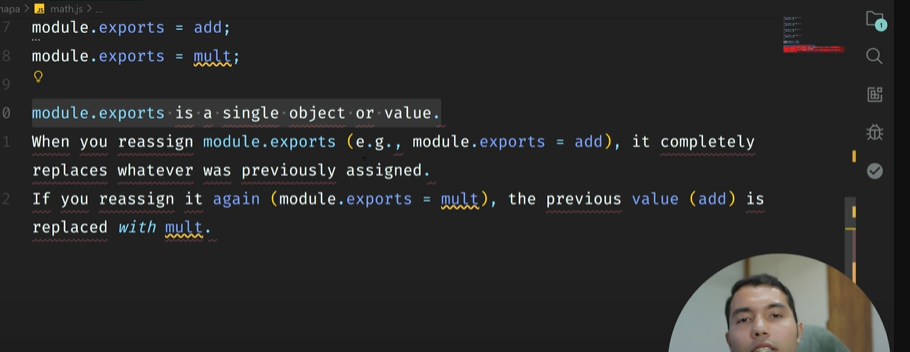 napa > JS math.js > ...
7 module.exports = add;
8 module.exports = mult;
9
0 module.exports is a single object or value.
1 When you reassign module.exports (e.g., module.exports = add), it completely
replaces whatever was previously assigned.
2 If you reassign it again (module.exports = mult), the previous value (add) is
replaced with mult.
1